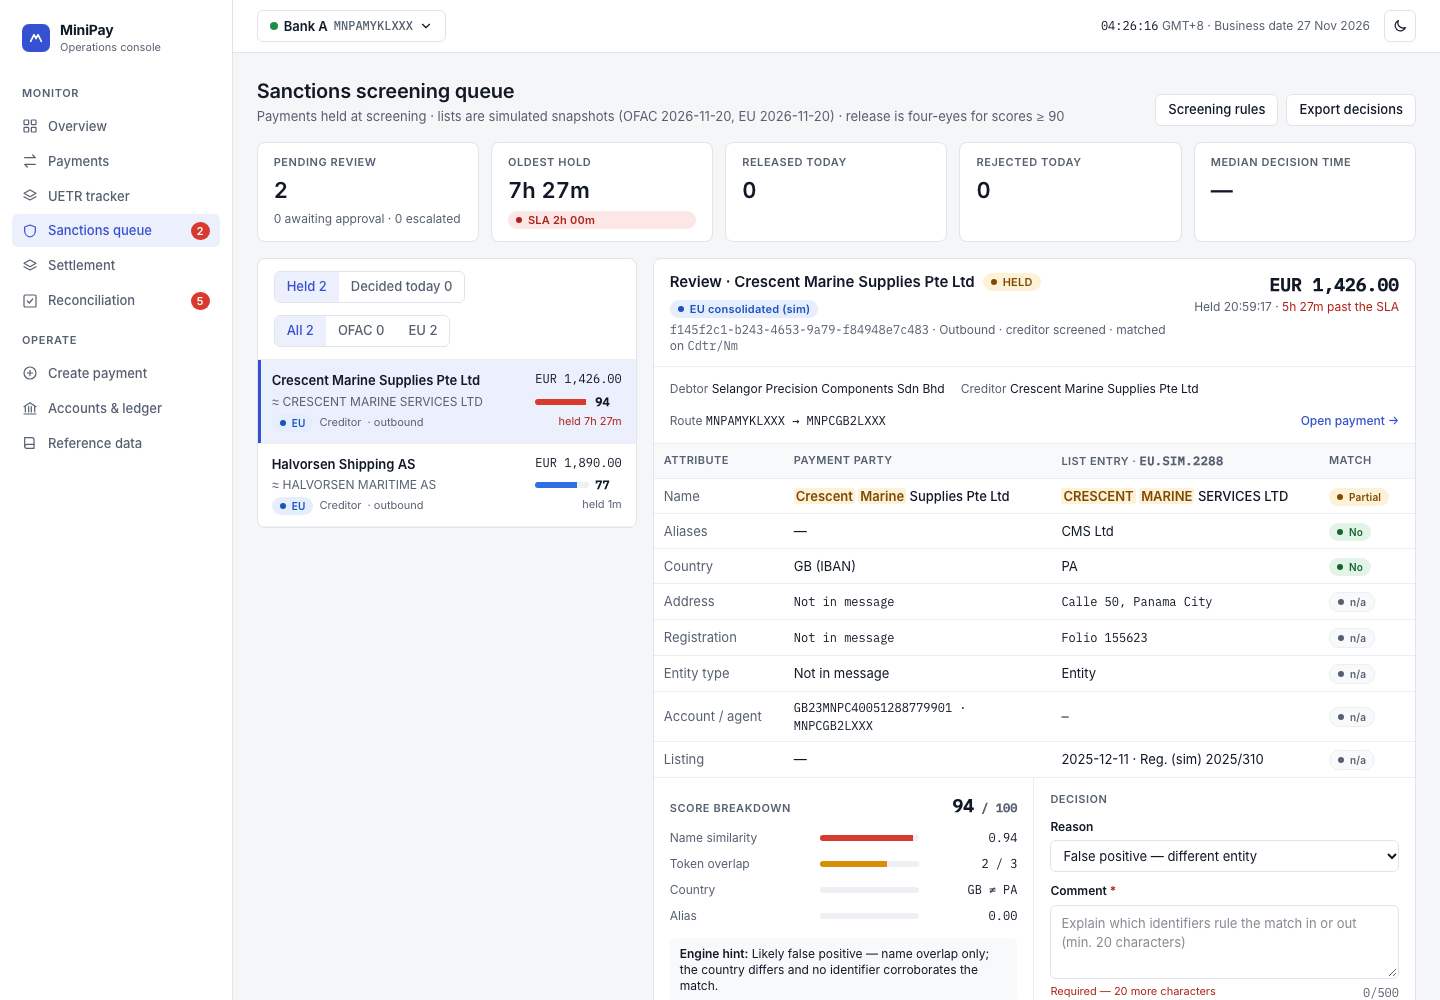 MiniPay
Operations console
MONITOR
Overview
Payments
UETR tracker
Sanctions queue 2
Settlement
Reconciliation 5
OPERATE
Create payment
Accounts & ledger
Reference data
Bank A MNPAMYKLXXX
04:26:16 GMT+8 · Business date 27 Nov 2026
Sanctions screening queue
Payments held at screening · lists are simulated snapshots (OFAC 2026-11-20, EU 2026-11-20) · release is four-eyes for scores ≥ 90
Screening rules
Export decisions
PENDING REVIEW
2
0 awaiting approval · 0 escalated
OLDEST HOLD
7h 27m
SLA 2h 00m
RELEASED TODAY
0
REJECTED TODAY
0
MEDIAN DECISION TIME
—
Held 2 Decided today 0
All 2 OFAC 0 EU 2
Crescent Marine Supplies Pte Ltd EUR 1,426.00
≈ CRESCENT MARINE SERVICES LTD 94
EU Creditor · outbound held 7h 27m
Halvorsen Shipping AS EUR 1,890.00
≈ HALVORSEN MARITIME AS 77
EU Creditor · outbound held 1m
Review · Crescent Marine Supplies Pte Ltd HELD
EU consolidated (sim)
f145f2c1-b243-4653-9a79-f84948e7c483 · Outbound · creditor screened · matched
on Cdtr/Nm
EUR 1,426.00
Held 20:59:17 · 5h 27m past the SLA
Debtor Selangor Precision Components Sdn Bhd Creditor Crescent Marine Supplies Pte Ltd
Route MNPAMYKLXXX → MNPCGB2LXXX Open payment →
ATTRIBUTE PAYMENT PARTY LIST ENTRY · EU.SIM.2288 MATCH
Name Crescent Marine Supplies Pte Ltd CRESCENT MARINE SERVICES LTD Partial
Aliases — CMS Ltd No
Country GB (IBAN) PA No
Address Not in message Calle 50, Panama City n/a
Registration Not in message Folio 155623 n/a
Entity type Not in message Entity n/a
Account / agent GB23MNPC40051288779901 · – n/a
MNPCGB2LXXX
Listing — 2025-12-11 · Reg. (sim) 2025/310 n/a
SCORE BREAKDOWN 94 / 100
Name similarity 0.94
Token overlap 2 / 3
Country GB ≠ PA
Alias 0.00
Engine hint: Likely false positive — name overlap only;
the country differs and no identifier corroborates the
match.
DECISION
Reason
False positive — different entity
Comment *
Explain which identifiers rule the match in or out
(min. 20 characters)
Required — 20 more characters 0/500